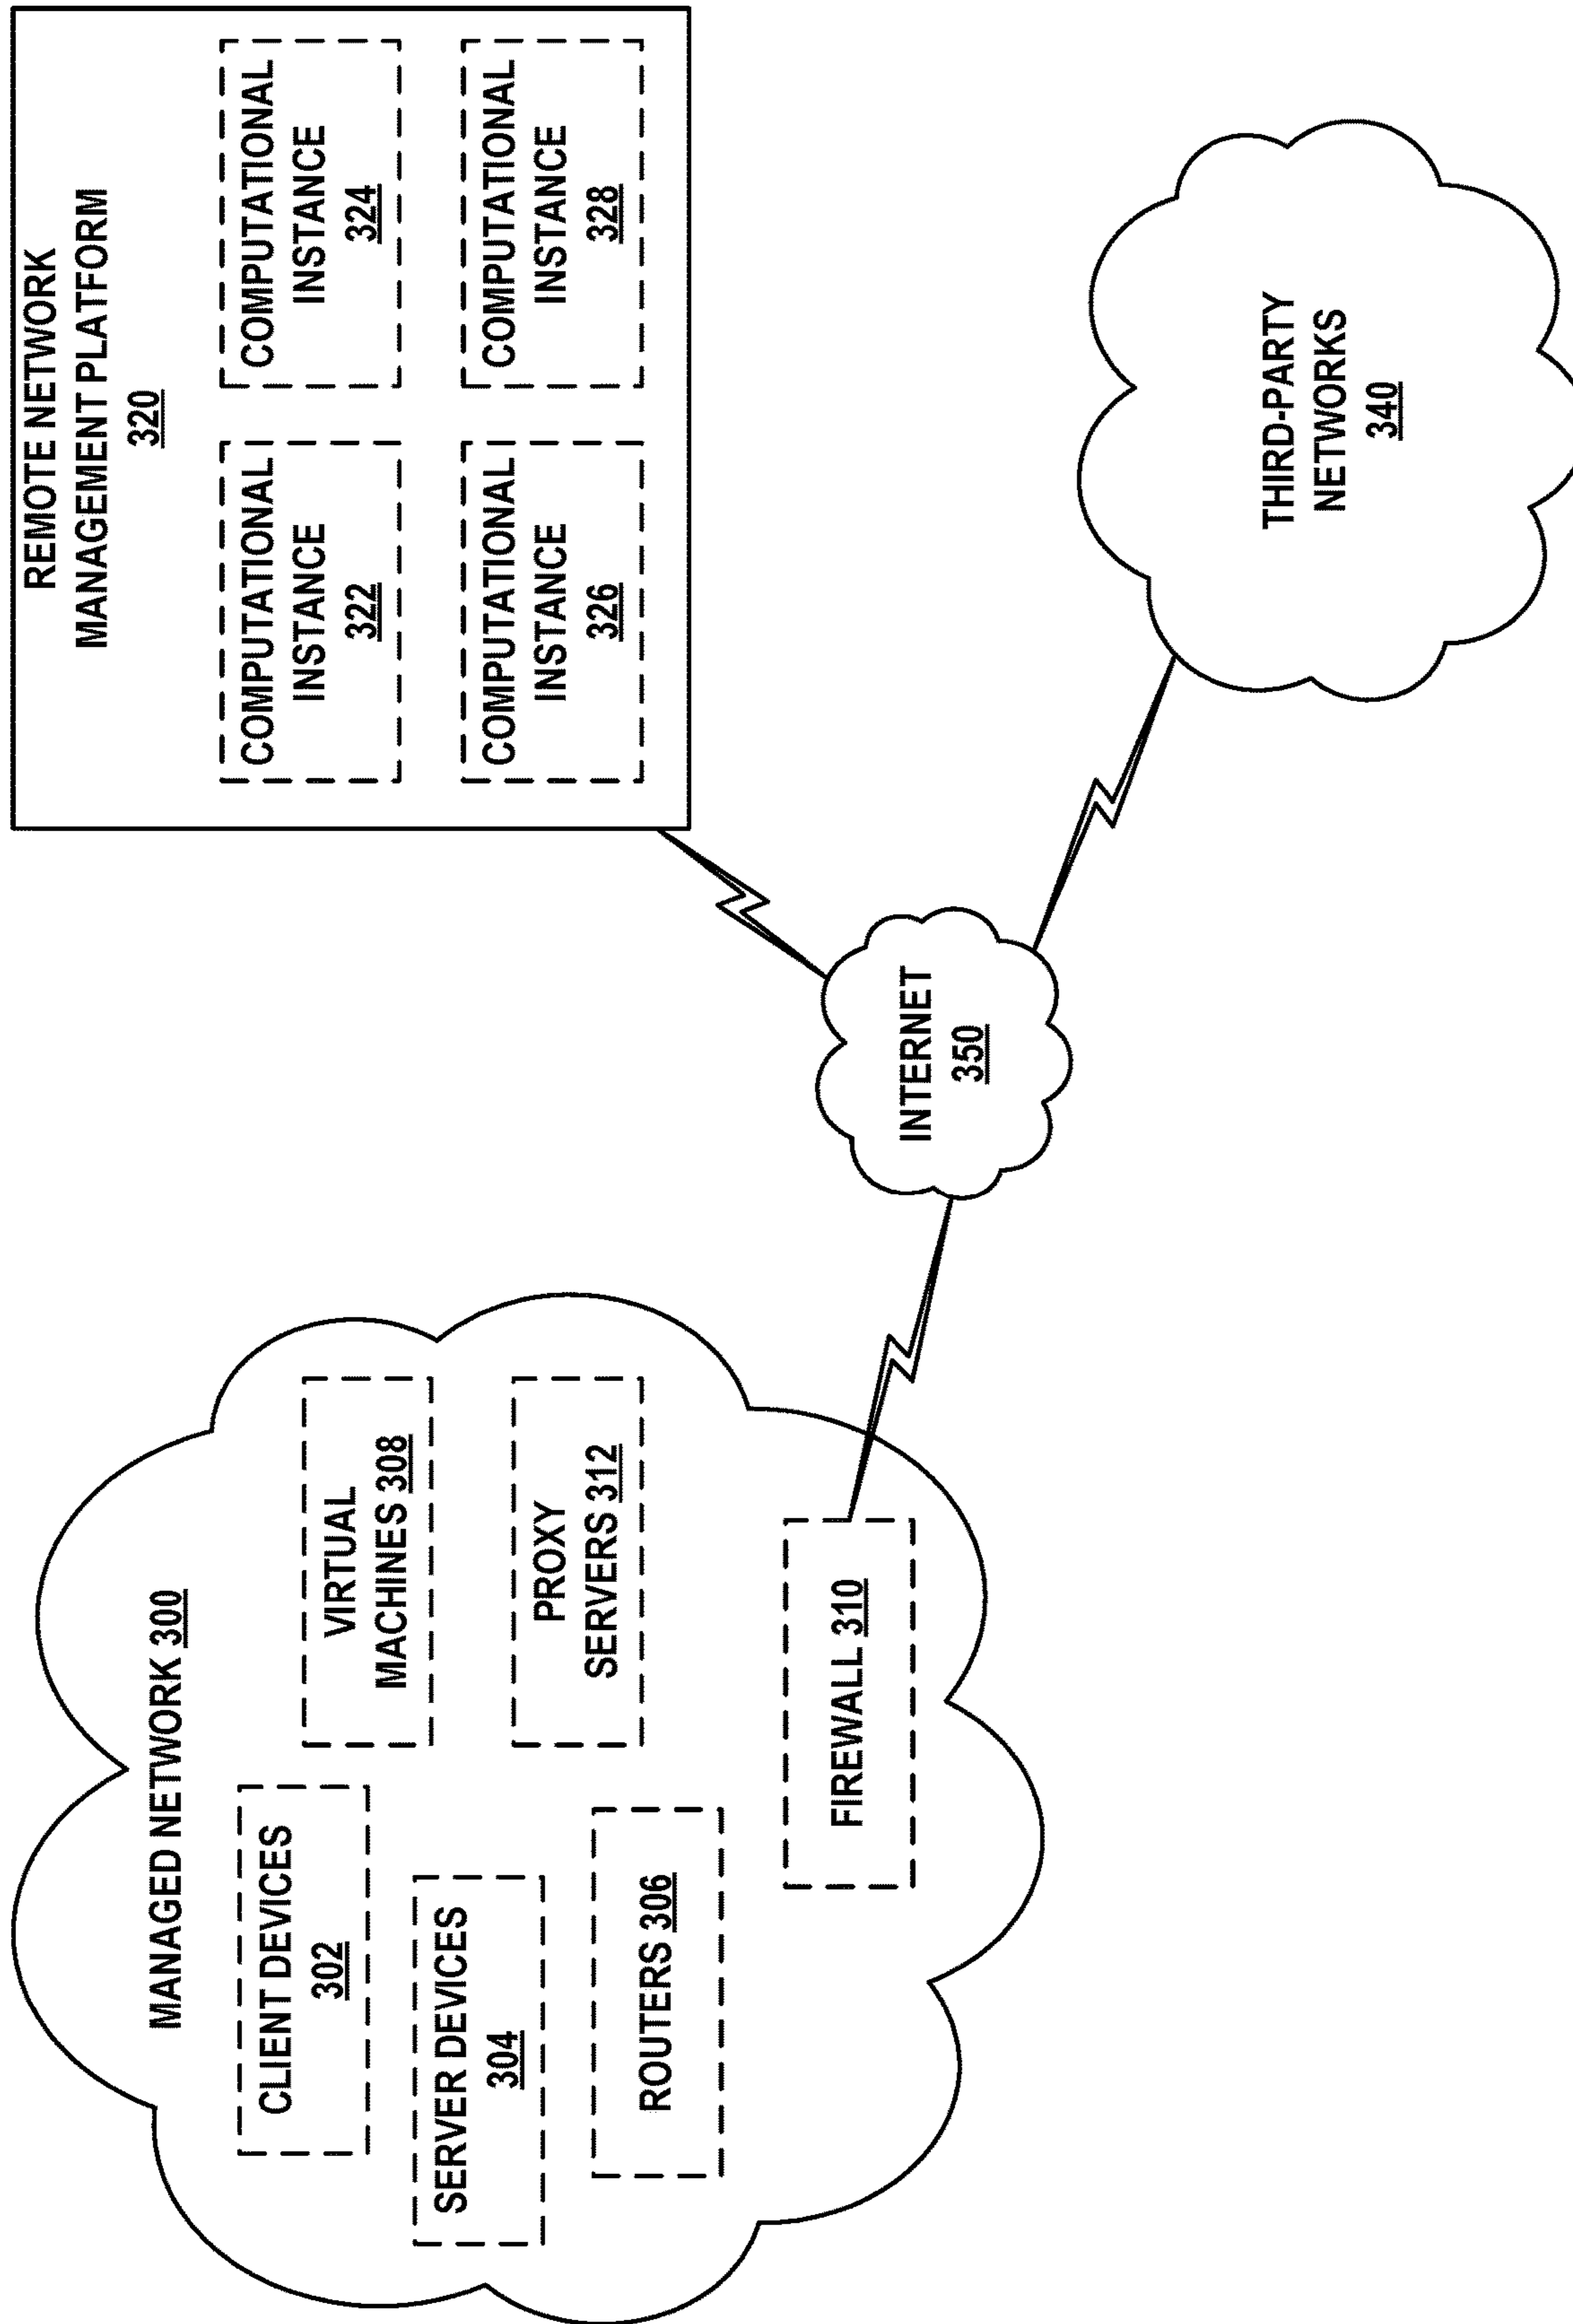 MANAGED NETWORK 300
CLIENT DEVICES
302
SERVER DEVICES
304
ROUTERS 306
VIRTUAL
MACHINES 308
PROXY
SERVERS 312
FIREWALL 310
INTERNET
350
REMOTE NETWORK
MANAGEMENT PLATFORM
320
COMPUTATIONAL
INSTANCE
322
COMPUTATIONAL
INSTANCE
324
COMPUTATIONAL
INSTANCE
326
COMPUTATIONAL
INSTANCE
328
THIRD-PARTY
NETWORKS
340